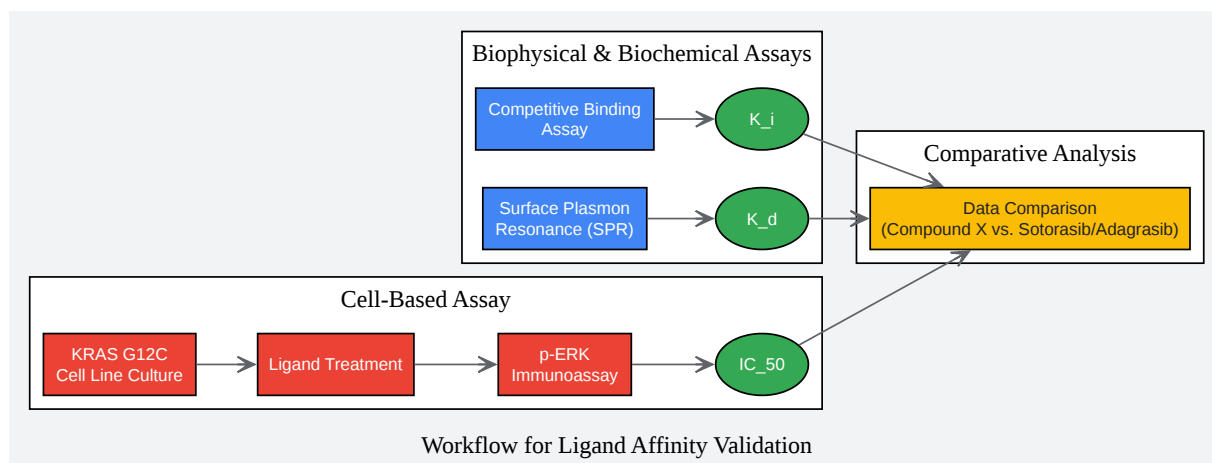 Biophysical & Biochemical Assays
Competitive Binding
Assay
K_i
Surface Plasmon
Resonance (SPR)
K_d
Comparative Analysis
Data Comparison
(Compound X vs. Sotorasib/Adagrasib)
Cell-Based Assay
KRAS G12C
Cell Line Culture
Ligand Treatment
p-ERK
Immunoassay
IC_50
Workflow for Ligand Affinity Validation